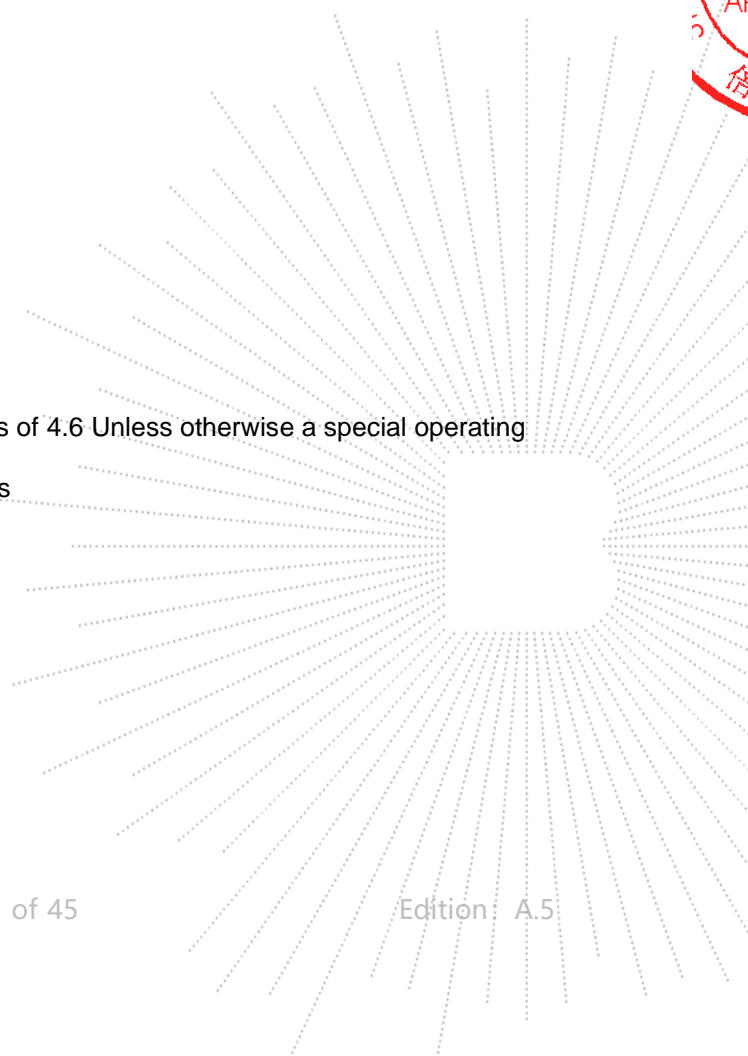 s of 4.6 Unless otherwise a special operating
s
of 45 Edition：A.5